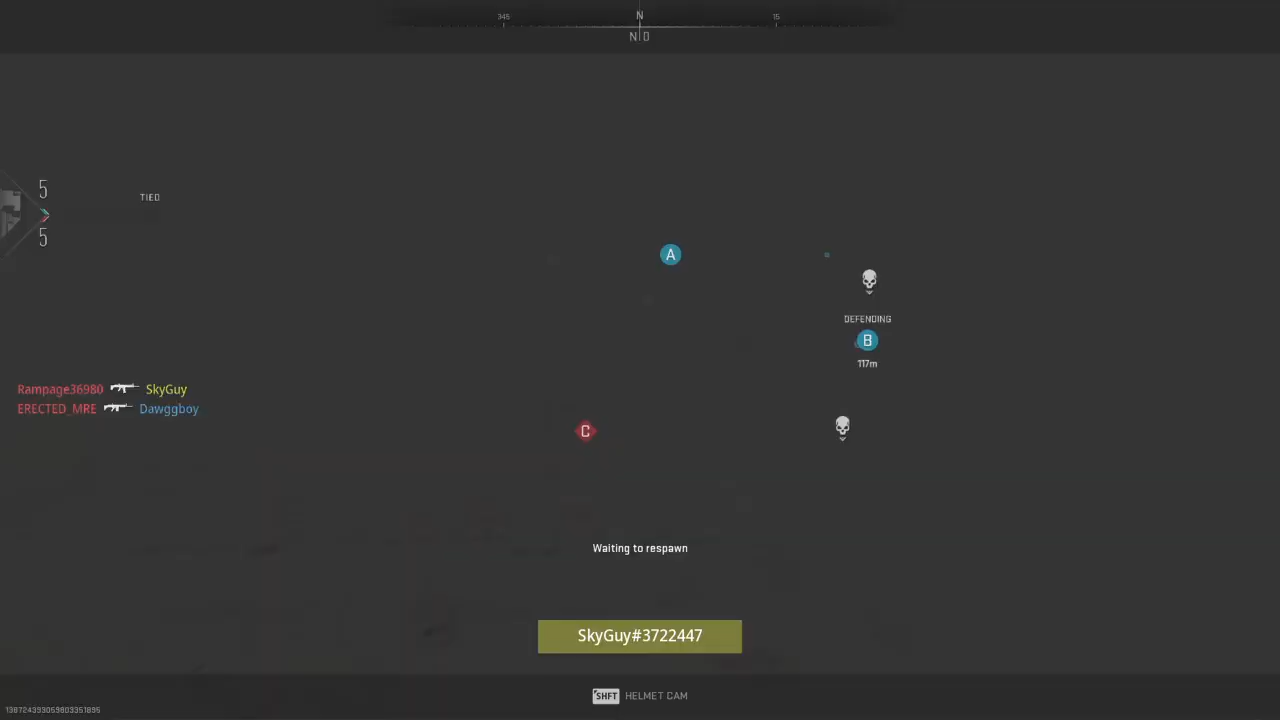 345 N 15
N D
5
TIED
5
A
DEFENDING
B
117m
Rampage36980 SkyGuy
ERECTED_MRE Dawggboy
C
Waiting to respawn
SkyGuy#3722447
SHFT HELMET CAM